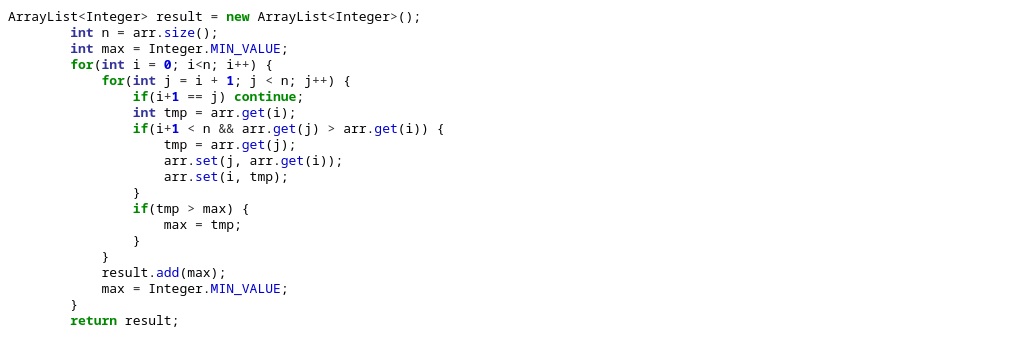 ArrayList<Integer> result = new ArrayList<Integer>();
        int n = arr.size();
        int max = Integer.MIN_VALUE;
        for(int i = 0; i<n; i++) {
            for(int j = i + 1; j < n; j++) {
                if(i+1 == j) continue;
                int tmp = arr.get(i);
                if(i+1 < n && arr.get(j) > arr.get(i)) {
                    tmp = arr.get(j);
                    arr.set(j, arr.get(i));
                    arr.set(i, tmp);
                }
                if(tmp > max) {
                    max = tmp;
                }
            }
            result.add(max);
            max = Integer.MIN_VALUE;
        }
        return result;